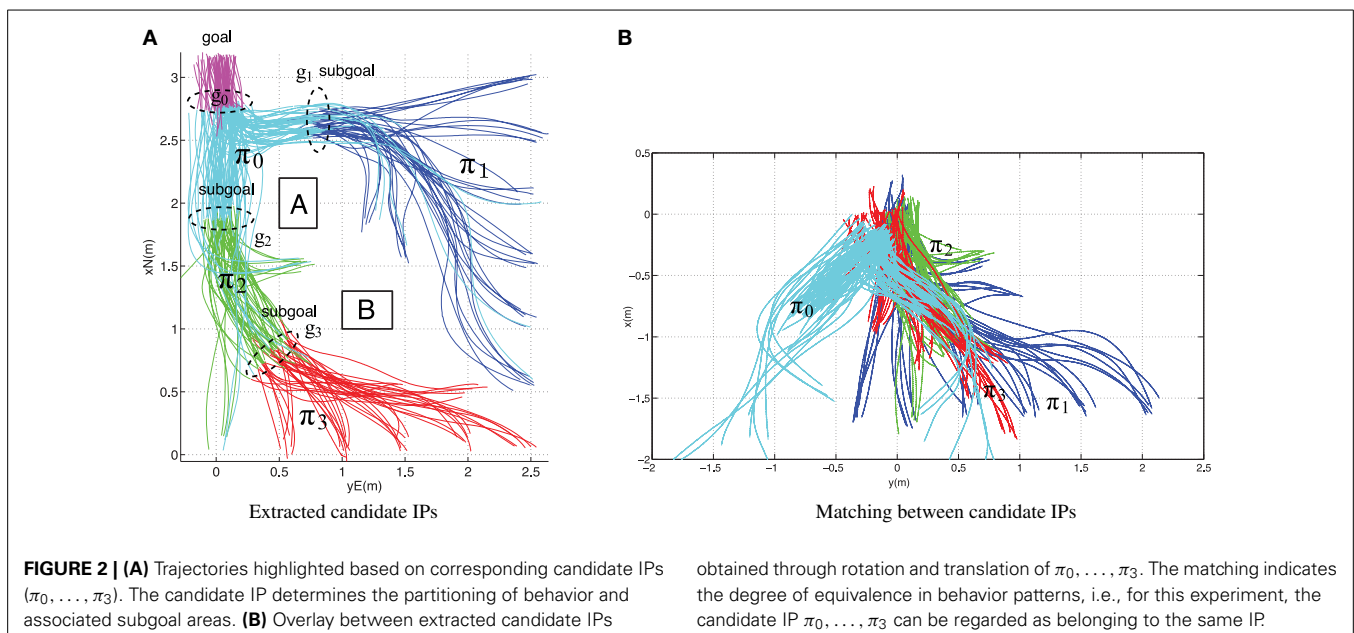 A
goal
g0
g1 subgoal
3
2.5
2
1.5
1
0.5
0
xN(m)
π0
π1
subgoal
A
g2
π2
B
subgoal
g3
π3
0 0.5 1 1.5 2 2.5
yE(m)
Extracted candidate IPs
B
0.5
0
−0.5
−1
−1.5
−2
x(m)
π2
π0
π3
π1
−2 −1.5 −1 −0.5 0 0.5 1 1.5 2 2.5
y(m)
Matching between candidate IPs
FIGURE 2 | (A) Trajectories highlighted based on corresponding candidate IPs
(π0, . . . , π3). The candidate IP determines the partitioning of behavior and
associated subgoal areas. (B) Overlay between extracted candidate IPs
obtained through rotation and translation of π0, . . . , π3. The matching indicates
the degree of equivalence in behavior patterns, i.e., for this experiment, the
candidate IP π0, . . . , π3 can be regarded as belonging to the same IP.